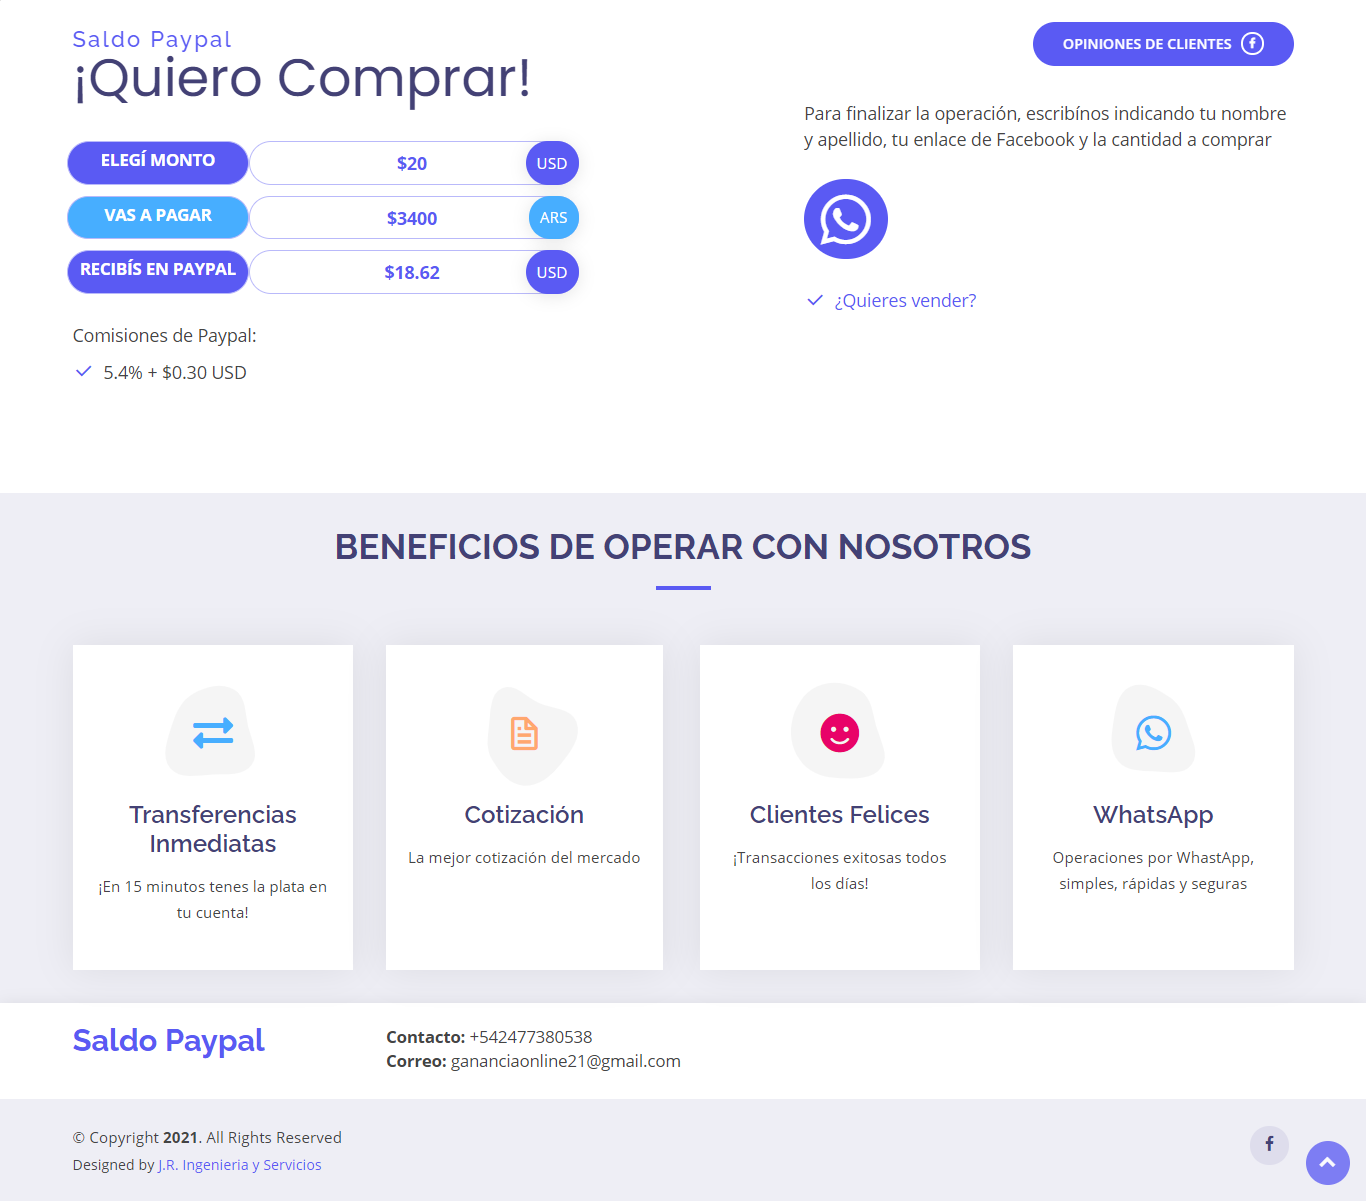 Saldo Paypal
¡Quiero Comprar!
ELEGÍ MONTO
$20
USD
VAS A PAGAR
$3400
ARS
RECIBÍS EN PAYPAL
$18.62
USD
Comisiones de Paypal:
5.4% + $0.30 USD
OPINIONES DE CLIENTES
Para finalizar la operación, escribínos indicando tu nombre
y apellido, tu enlace de Facebook y la cantidad a comprar
¿Quieres vender?
BENEFICIOS DE OPERAR CON NOSOTROS
Transferencias
Inmediatas
¡En 15 minutos tenes la plata en
tu cuenta!
Cotización
La mejor cotización del mercado
Clientes Felices
¡Transacciones exitosas todos
los días!
WhatsApp
Operaciones por WhastApp,
simples, rápidas y seguras
Saldo Paypal
Contacto: +542477380538
Correo: gananciaonline21@gmail.com
© Copyright 2021. All Rights Reserved
Designed by J.R. Ingenieria y Servicios